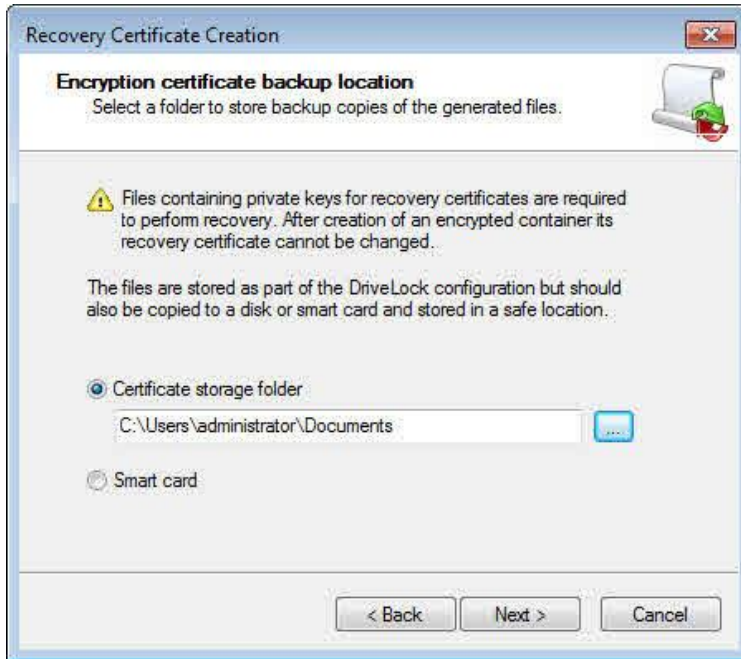 Recovery Certificate Creation
Encryption certificate backup location
Select a folder to store backup copies of the generated files.
Files containing private keys for recovery certificates are required
to perform recovery. After creation of an encrypted container its
recovery certificate cannot be changed.
The files are stored as part of the DriveLock configuration but should
also be copied to a disk or smart card and stored in a safe location.
Certificate storage folder
C:\Users\administrator\Documents
...
Smart card
< Back
Next >
Cancel